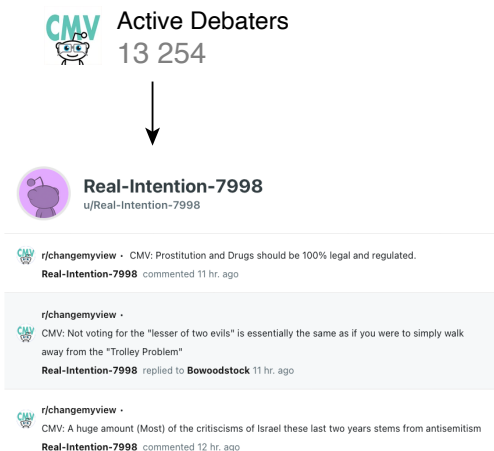 CMV Active Debaters
13 254
Real-Intention-7998
u/Real-Intention-7998
CMV r/changemyview • CMV: Prostitution and Drugs should be 100% legal and regulated.
Real-Intention-7998 commented 11 hr. ago
r/changemyview •
CMV CMV: Not voting for the "lesser of two evils" is essentially the same as if you were to simply walk
away from the "Trolley Problem"
Real-Intention-7998 replied to Bowoodstock 11 hr. ago
r/changemyview •
CMV CMV: A huge amount (Most) of the critiscisms of Israel these last two years stems from antisemitism
Real-Intention-7998 commented 12 hr. ago